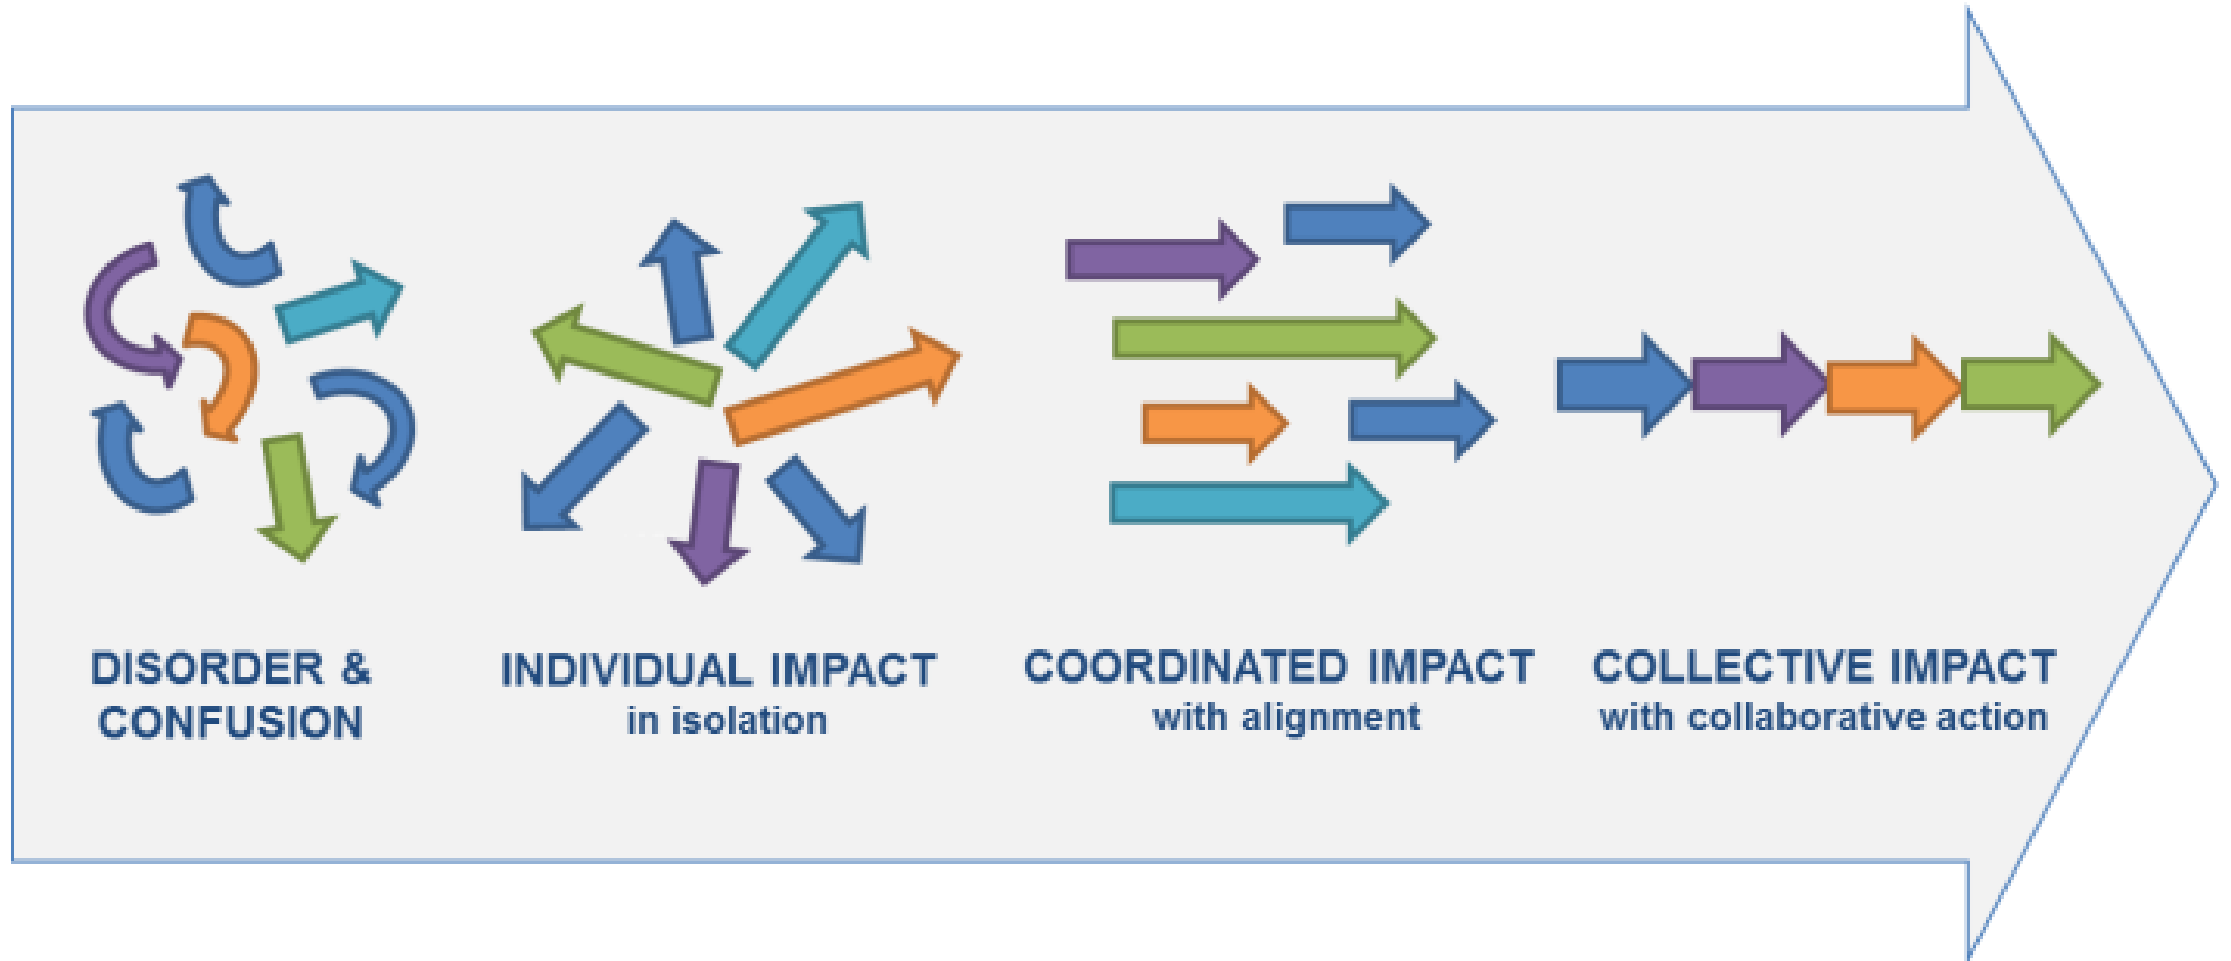 DISORDER &
CONFUSION
INDIVIDUAL IMPACT
in isolation
COORDINATED IMPACT
with alignment
COLLECTIVE IMPACT
with collaborative action